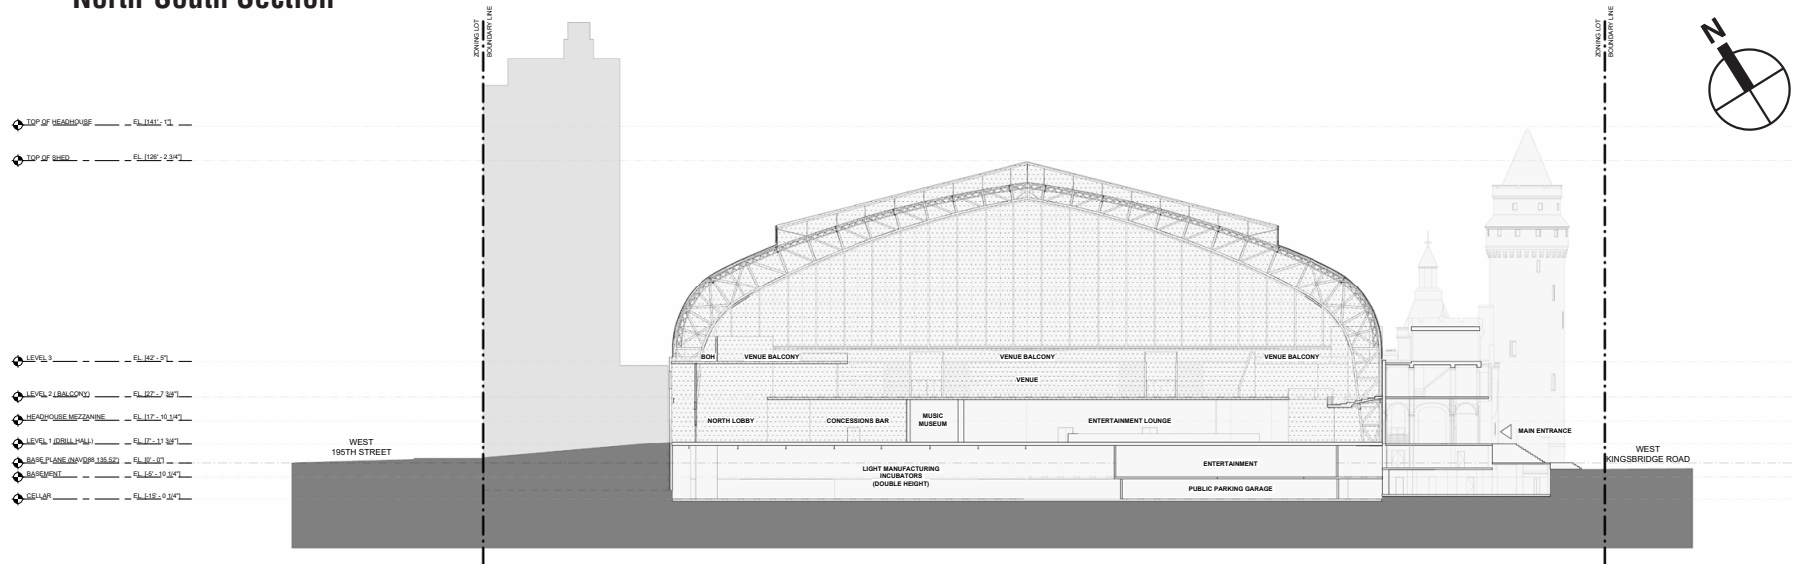 North-South Section
ZONING LOT
BOUNDARY LINE
ZONING LOT
BOUNDARY LINE
N
TOP OF HEADHOUSE EL. [141' - 1"]
TOP OF SHED EL. [126' - 2 3/4"]
LEVEL 3 EL. [42' - 5"]
LEVEL 2 ( BALCONY) EL. [27' - 7 3/4"]
HEADHOUSE MEZZANINE EL. [17' - 10 1/4"]
LEVEL 1 (DRILL HALL) EL. [7' - 11 3/4"]
BASE PLANE (NAVD88 135.52') EL. [0' - 0"]
BASEMENT EL. [-5' - 10 1/4"]
CELLAR EL. [-15' - 0 1/4"]
BOH
VENUE BALCONY
VENUE BALCONY
VENUE BALCONY
VENUE
NORTH LOBBY
CONCESSIONS BAR
MUSIC
MUSEUM
ENTERTAINMENT LOUNGE
MAIN ENTRANCE
WEST
195TH STREET
WEST
KINGSBRIDGE ROAD
LIGHT MANUFACTURING
INCUBATORS
(DOUBLE HEIGHT)
ENTERTAINMENT
PUBLIC PARKING GARAGE